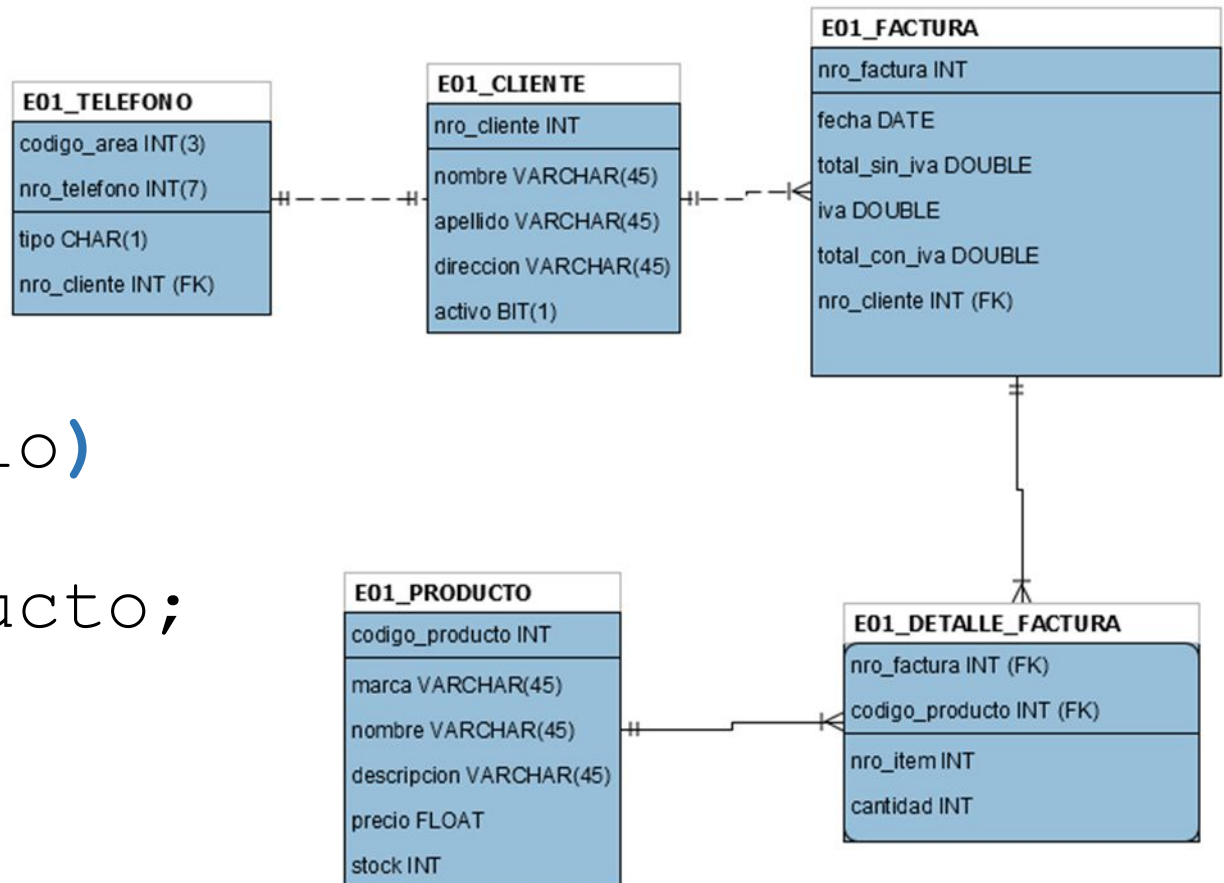 E01_TELEFONO
codigo_area INT(3)
nro_telefono INT(7)
tipo CHAR(1)
nro_cliente INT (FK)
E01_CLIENTE
nro_cliente INT
nombre VARCHAR(45)
apellido VARCHAR(45)
direccion VARCHAR(45)
activo BIT(1)
E01_FACTURA
nro_factura INT
fecha DATE
total_sin_iva DOUBLE
iva DOUBLE
total_con_iva DOUBLE
nro_cliente INT (FK)
o)
ucto;
E01_PRODUCTO
codigo_producto INT
marca VARCHAR(45)
nombre VARCHAR(45)
descripcion VARCHAR(45)
precio FLOAT
stock INT
E01_DETALLE_FACTURA
nro_factura INT (FK)
codigo_producto INT (FK)
nro_item INT
cantidad INT